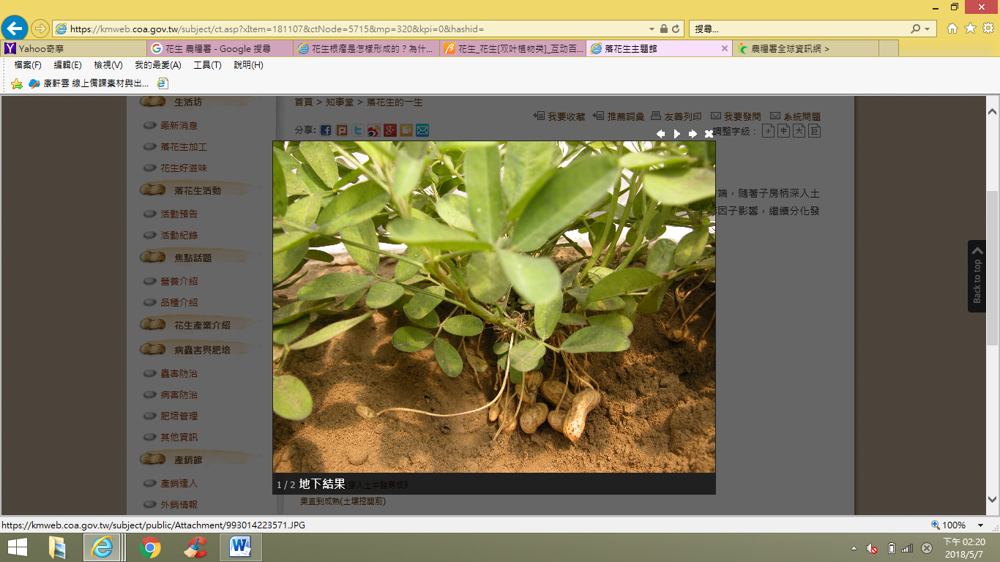 https://kmweb.coa.gov.tw/subject/ct.asp?xItem=181107&ctNode=5715&mp=320&kpi=0&hashid=
搜尋...
Yahoo奇摩
花生 農糧署 - Google 搜尋
花生根瘤是怎樣形成的？為什...
花生_花生[双叶植物类]_互动百...
落花生主題館
農糧署全球資訊網 >
檔案(F) 編輯(E) 檢視(V) 我的最愛(A) 工具(T) 說明(H)
康軒雲 線上備課素材與出...
生活坊
最新消息
落花生加工
花生好滋味
落花生活動
活動預告
活動紀錄
焦點話題
營養介紹
品種介紹
花生產業介紹
病蟲害與肥培
蟲害防治
病害防治
肥培管理
其他資訊
產銷館
產銷達人
外銷情報
首頁 > 知事堂 > 落花生的一生
我要收藏 推薦詞彙 友善列印 我要發問 系統問題
分享:
調整字級： 小 中 大 巨
端，隨著子房柄深入土
因子影響，繼續分化發
Back to top
1 / 2 地下結果
入土中發育成
果直到成熟(土壤挖開前)
https://kmweb.coa.gov.tw/subject/public/Attachment/993014223571.JPG
100%
下午 02:20
2018/5/7